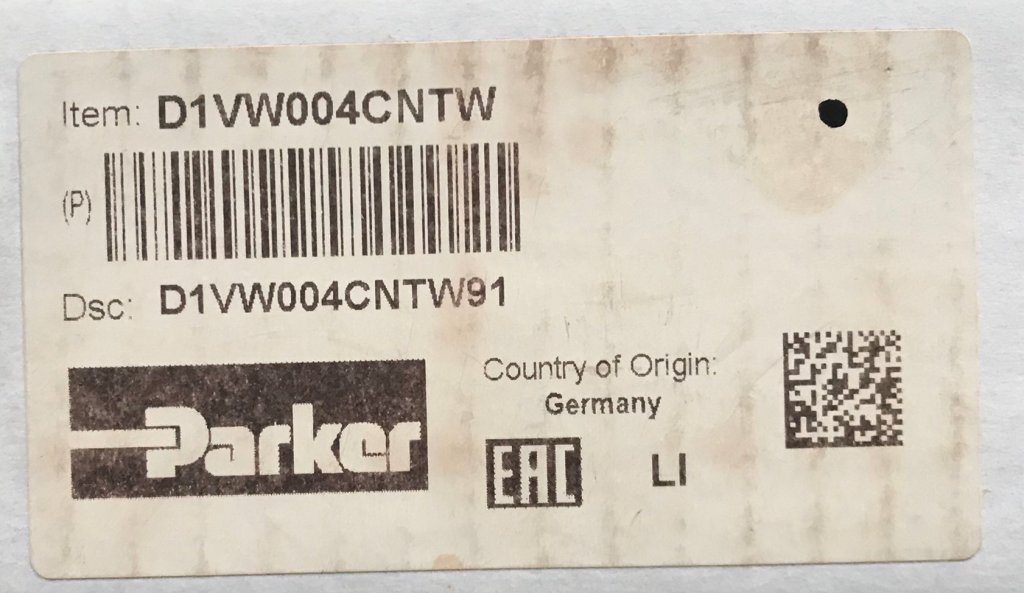 Item: D1VW004CNTW
(P)
Dsc: D1VW004CNTW91
Parker
Country of Origin:
Germany
EAC
LI